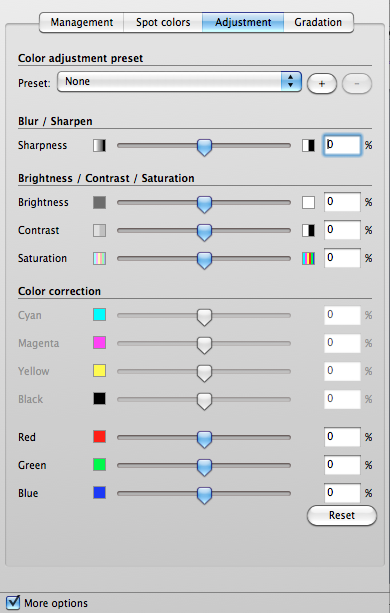 Management Spot colors Adjustment Gradation
Color adjustment preset
Preset: None + −
Blur / Sharpen
Sharpness 0 %
Brightness / Contrast / Saturation
Brightness 0 %
Contrast 0 %
Saturation 0 %
Color correction
Cyan 0 %
Magenta 0 %
Yellow 0 %
Black 0 %
Red 0 %
Green 0 %
Blue 0 %
Reset
More options